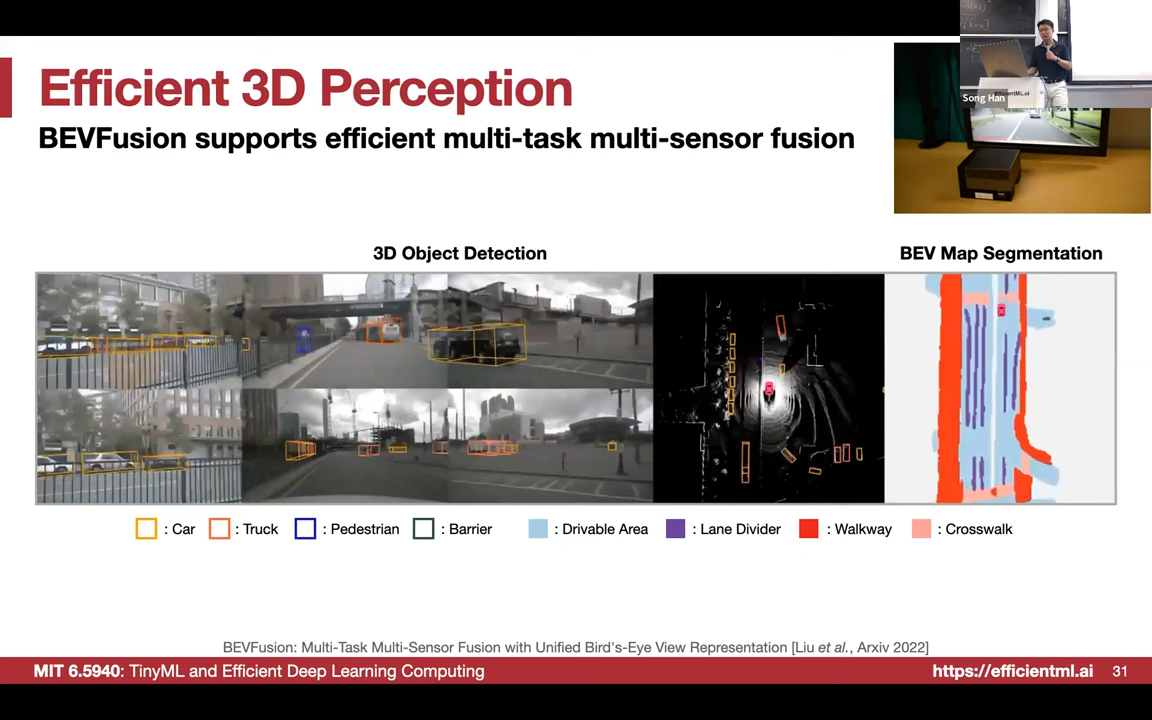 Efficient 3D Perception
BEVFusion supports efficient multi-task multi-sensor fusion
Song Han
EfficientML.ai
3D Object Detection
BEV Map Segmentation
: Car : Truck : Pedestrian : Barrier : Drivable Area : Lane Divider : Walkway : Crosswalk
BEVFusion: Multi-Task Multi-Sensor Fusion with Unified Bird's-Eye View Representation [Liu et al., Arxiv 2022]
MIT 6.5940: TinyML and Efficient Deep Learning Computing
https://efficientml.ai 31